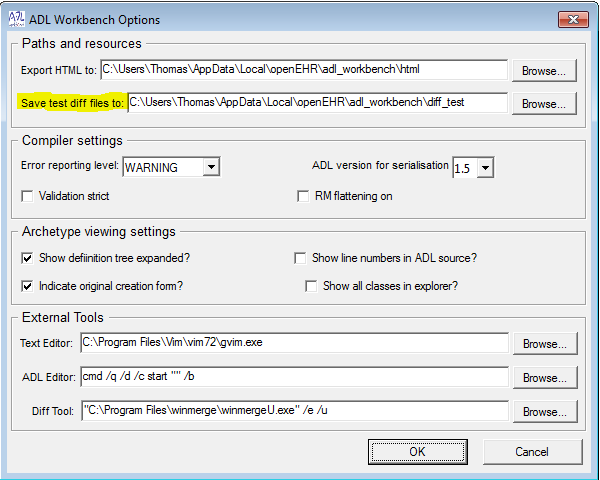 ADL Workbench Options
Paths and resources
Export HTML to: C:\Users\Thomas\AppData\Local\openEHR\adl_workbench\html Browse...
Save test diff files to: C:\Users\Thomas\AppData\Local\openEHR\adl_workbench\diff_test Browse...
Compiler settings
Error reporting level: WARNING ADL version for serialisation 1.5
Validation strict RM flattening on
Archetype viewing settings
Show defiinition tree expanded? Show line numbers in ADL source?
Indicate original creation form? Show all classes in explorer?
External Tools
Text Editor: C:\Program Files\Vim\vim72\gvim.exe Browse...
ADL Editor: cmd /q /d /c start "" /b Browse...
Diff Tool: "C:\Program Files\winmerge\winmergeU.exe" /e /u Browse...
OK Cancel